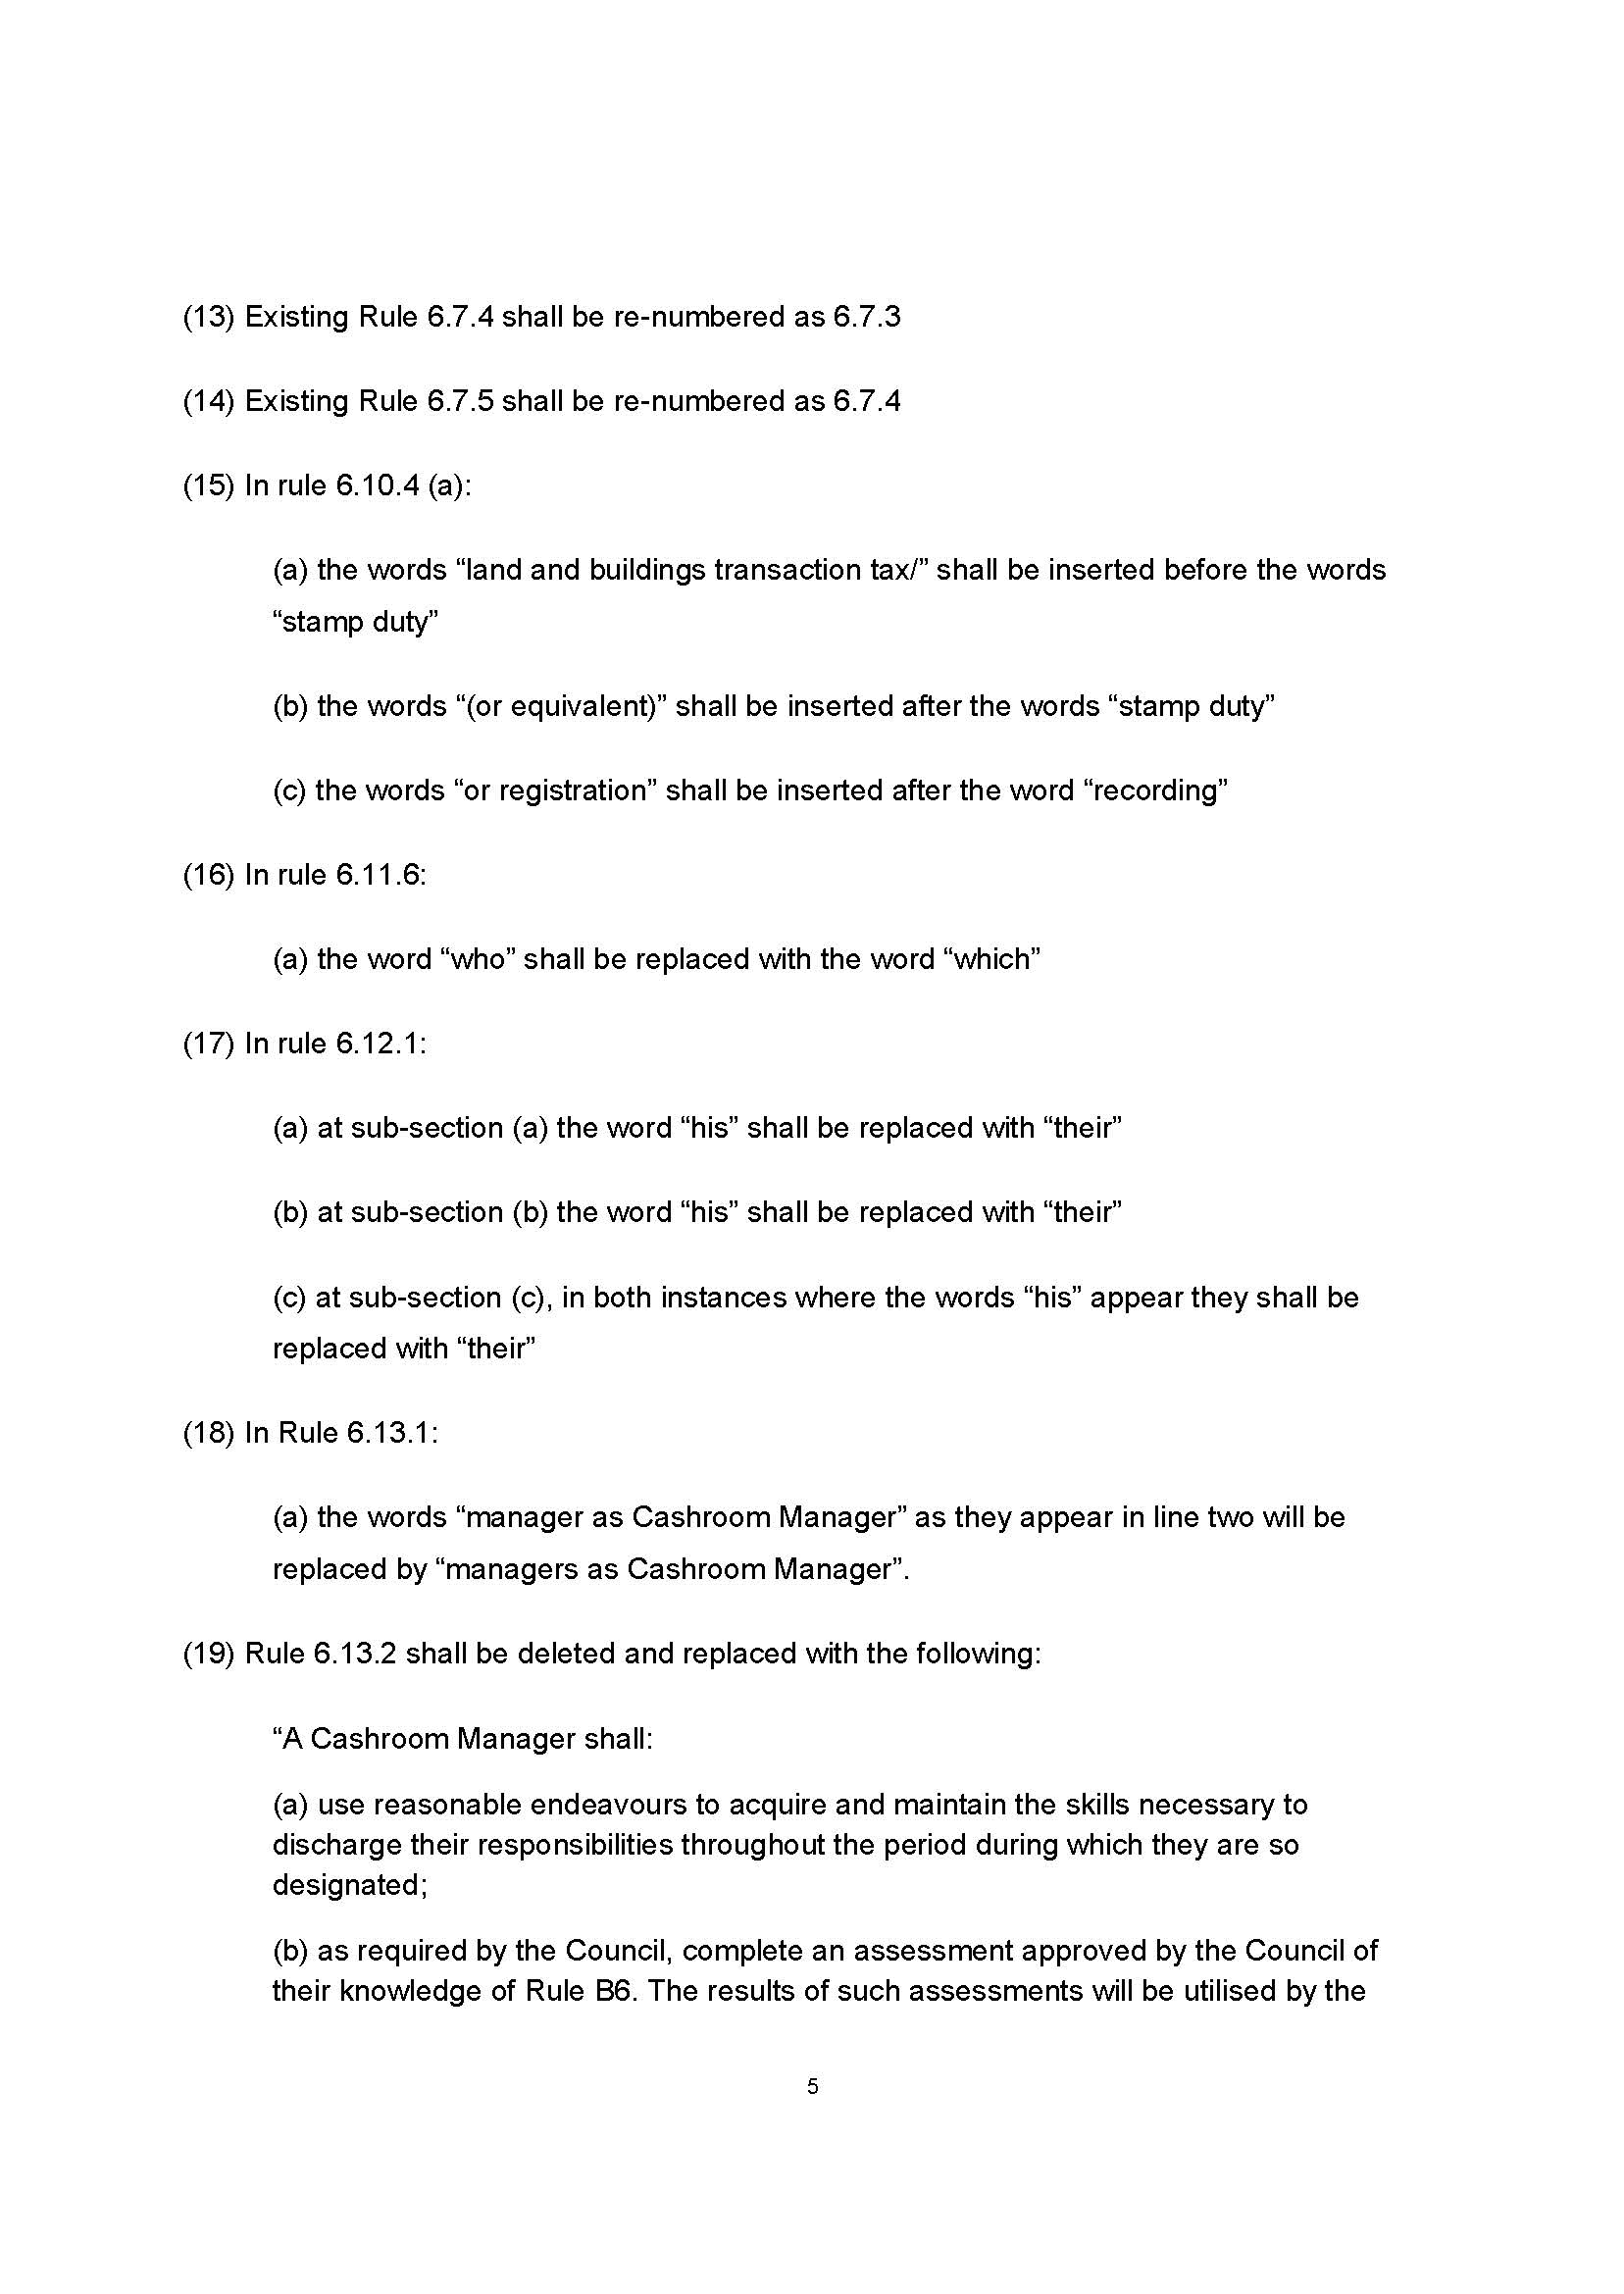 (13) Existing Rule 6.7.4 shall be re-numbered as 6.7.3
(14) Existing Rule 6.7.5 shall be re-numbered as 6.7.4
(15) In rule 6.10.4 (a):
(a) the words “land and buildings transaction tax/” shall be inserted before the words
“stamp duty”
(b) the words “(or equivalent)” shall be inserted after the words “stamp duty”
(c) the words “or registration” shall be inserted after the word “recording”
(16) In rule 6.11.6:
(a) the word “who” shall be replaced with the word “which”
(17) In rule 6.12.1:
(a) at sub-section (a) the word “his” shall be replaced with “their”
(b) at sub-section (b) the word “his” shall be replaced with “their”
(c) at sub-section (c), in both instances where the words “his” appear they shall be
replaced with “their”
(18) In Rule 6.13.1:
(a) the words “manager as Cashroom Manager” as they appear in line two will be
replaced by “managers as Cashroom Manager”.
(19) Rule 6.13.2 shall be deleted and replaced with the following:
“A Cashroom Manager shall:
(a) use reasonable endeavours to acquire and maintain the skills necessary to
discharge their responsibilities throughout the period during which they are so
designated;
(b) as required by the Council, complete an assessment approved by the Council of
their knowledge of Rule B6. The results of such assessments will be utilised by the
5